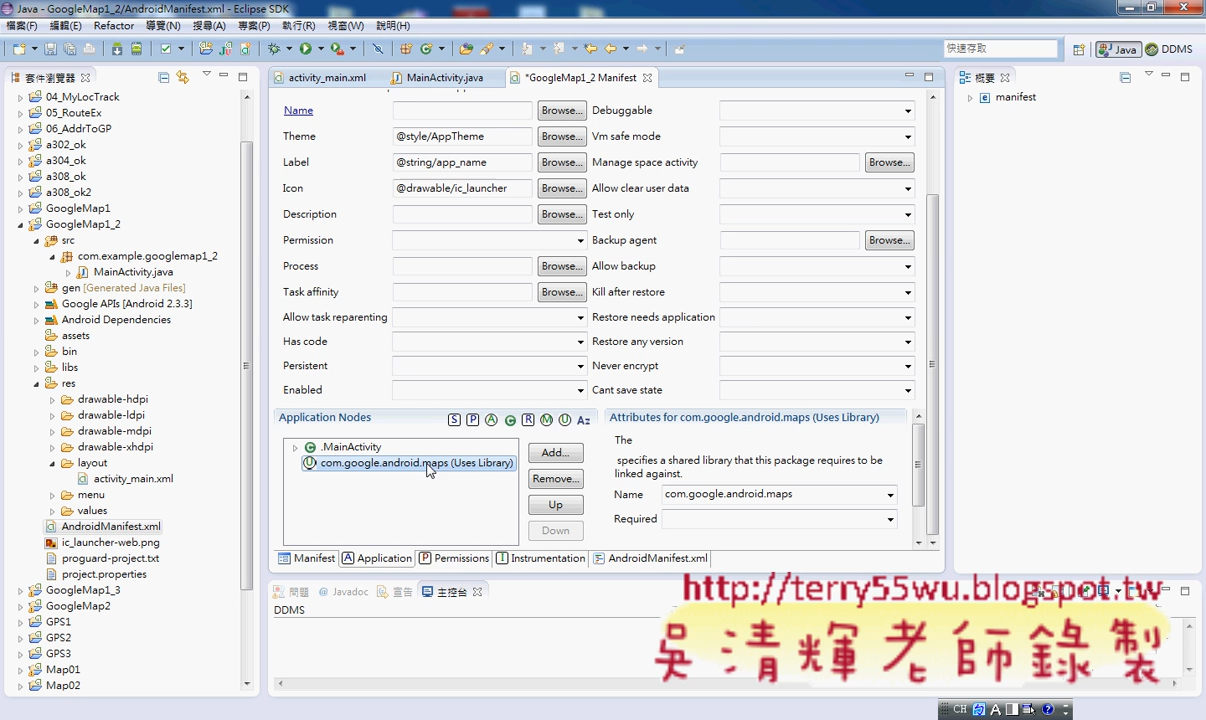 Java - GoogleMap1_2/AndroidManifest.xml - Eclipse SDK
檔案(F) 編輯(E) Refactor 導覽(N) 搜尋(A) 專案(P) 執行(R) 視窗(W) 說明(H)
快速存取
Java
DDMS
套件瀏覽器
activity_main.xml
MainActivity.java
*GoogleMap1_2 Manifest
概要
04_MyLocTrack
05_RouteEx
06_AddrToGP
a302_ok
a304_ok
a308_ok
a308_ok2
GoogleMap1
GoogleMap1_2
src
com.example.googlemap1_2
MainActivity.java
gen [Generated Java Files]
Google APIs [Android 2.3.3]
Android Dependencies
assets
bin
libs
res
drawable-hdpi
drawable-ldpi
drawable-mdpi
drawable-xhdpi
layout
activity_main.xml
menu
values
AndroidManifest.xml
ic_launcher-web.png
proguard-project.txt
project.properties
GoogleMap1_3
GoogleMap2
GPS1
GPS2
GPS3
Map01
Map02
Name Browse... Debuggable
Theme @style/AppTheme Browse... Vm safe mode
Label @string/app_name Browse... Manage space activity Browse...
Icon @drawable/ic_launcher Browse... Allow clear user data
Description Browse... Test only
Permission Backup agent Browse...
Process Browse... Allow backup
Task affinity Browse... Kill after restore
Allow task reparenting Restore needs application
Has code Restore any version
Persistent Never encrypt
Enabled Cant save state
Application Nodes
S P A C R M U Az
.MainActivity
com.google.android.maps (Uses Library)
Add...
Remove...
Up
Down
Attributes for com.google.android.maps (Uses Library)
The
specifies a shared library that this package requires to be
linked against.
Name com.google.android.maps
Required
Manifest Application Permissions Instrumentation AndroidManifest.xml
manifest
問題 @ Javadoc 宣告 主控台
DDMS
http://terry55wu.blogspot.tw
吳清輝老師錄製
CH